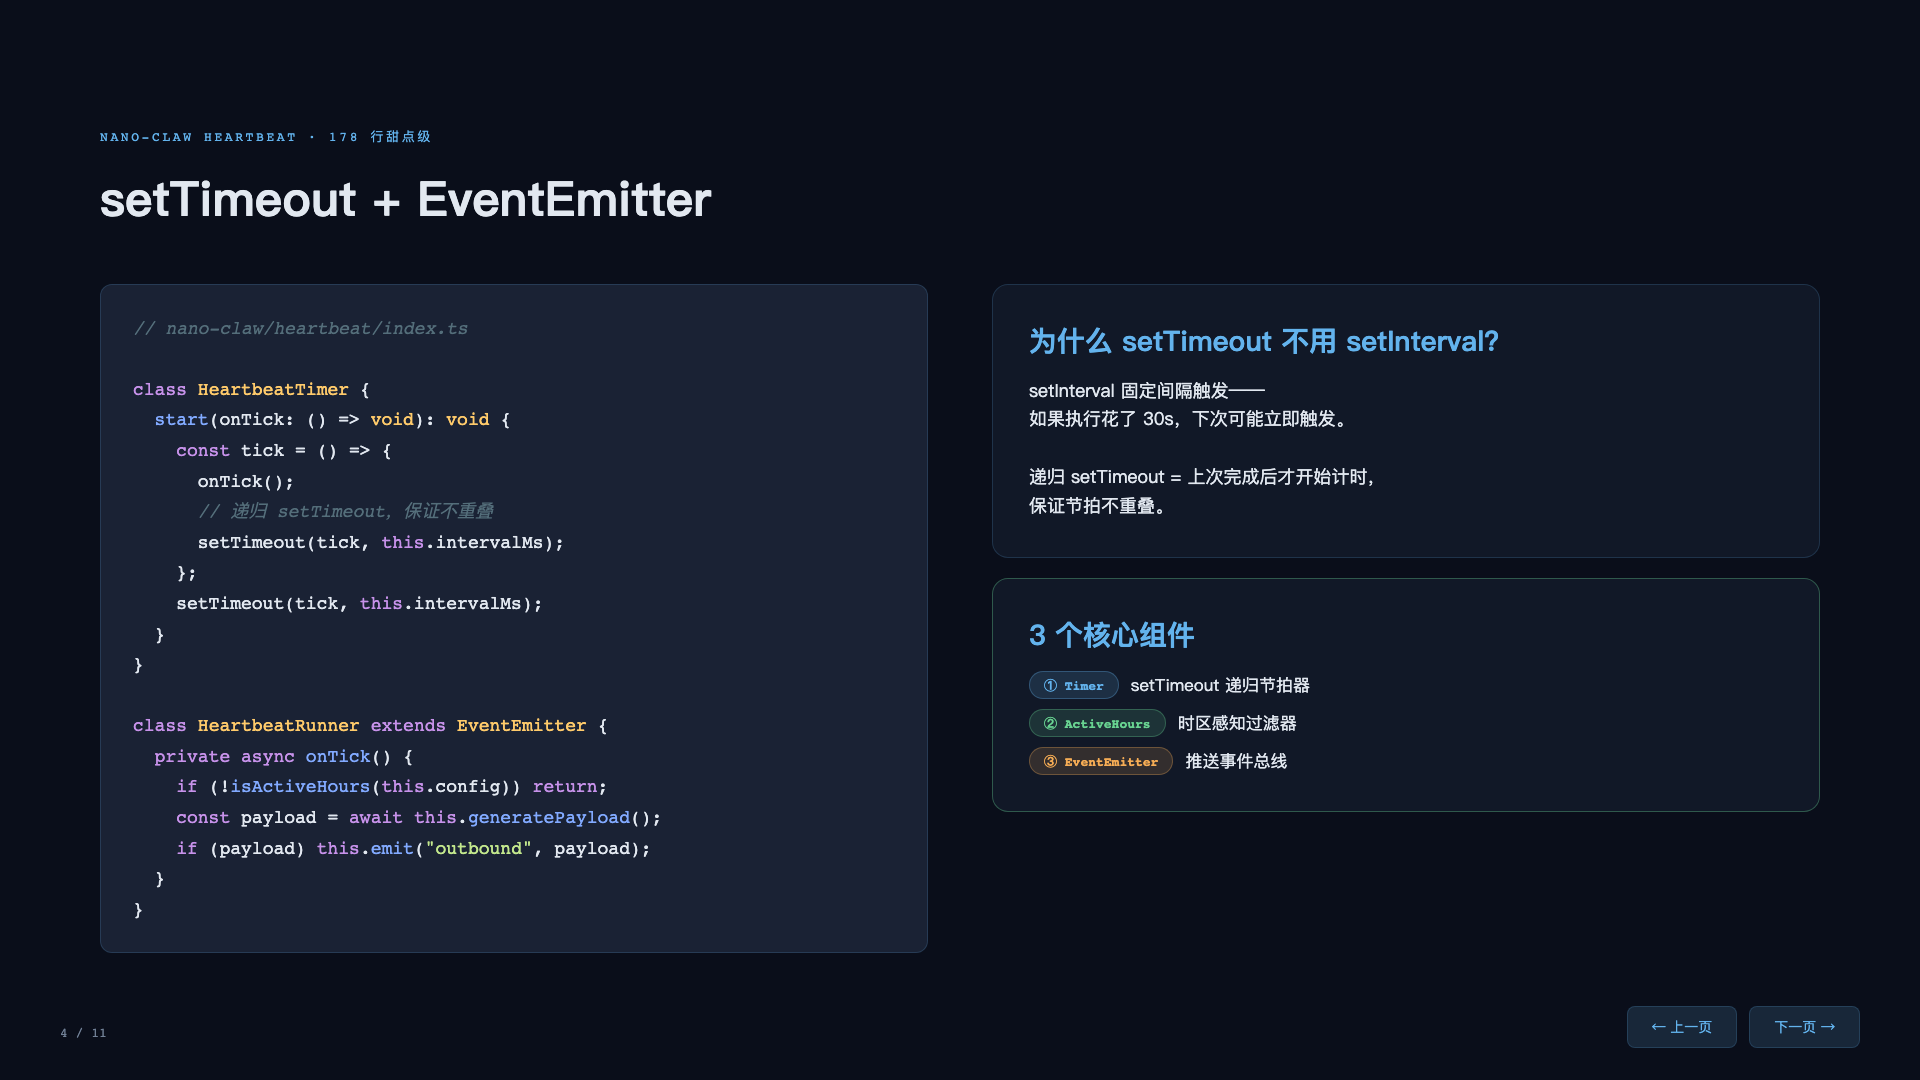 NANO-CLAW HEARTBEAT · 178 行甜点级
setTimeout + EventEmitter
// nano-claw/heartbeat/index.ts
class HeartbeatTimer {
  start(onTick: () => void): void {
    const tick = () => {
      onTick();
      // 递归 setTimeout, 保证不重叠
      setTimeout(tick, this.intervalMs);
    };
    setTimeout(tick, this.intervalMs);
  }
}
class HeartbeatRunner extends EventEmitter {
  private async onTick() {
    if (!isActiveHours(this.config)) return;
    const payload = await this.generatePayload();
    if (payload) this.emit("outbound", payload);
  }
}
为什么 setTimeout 不用 setInterval?
setInterval 固定间隔触发——
如果执行花了 30s，下次可能立即触发。
递归 setTimeout = 上次完成后才开始计时，
保证节拍不重叠。
3 个核心组件
① Timer setTimeout 递归节拍器
② ActiveHours 时区感知过滤器
③ EventEmitter 推送事件总线
4 / 11
← 上一页
下一页 →